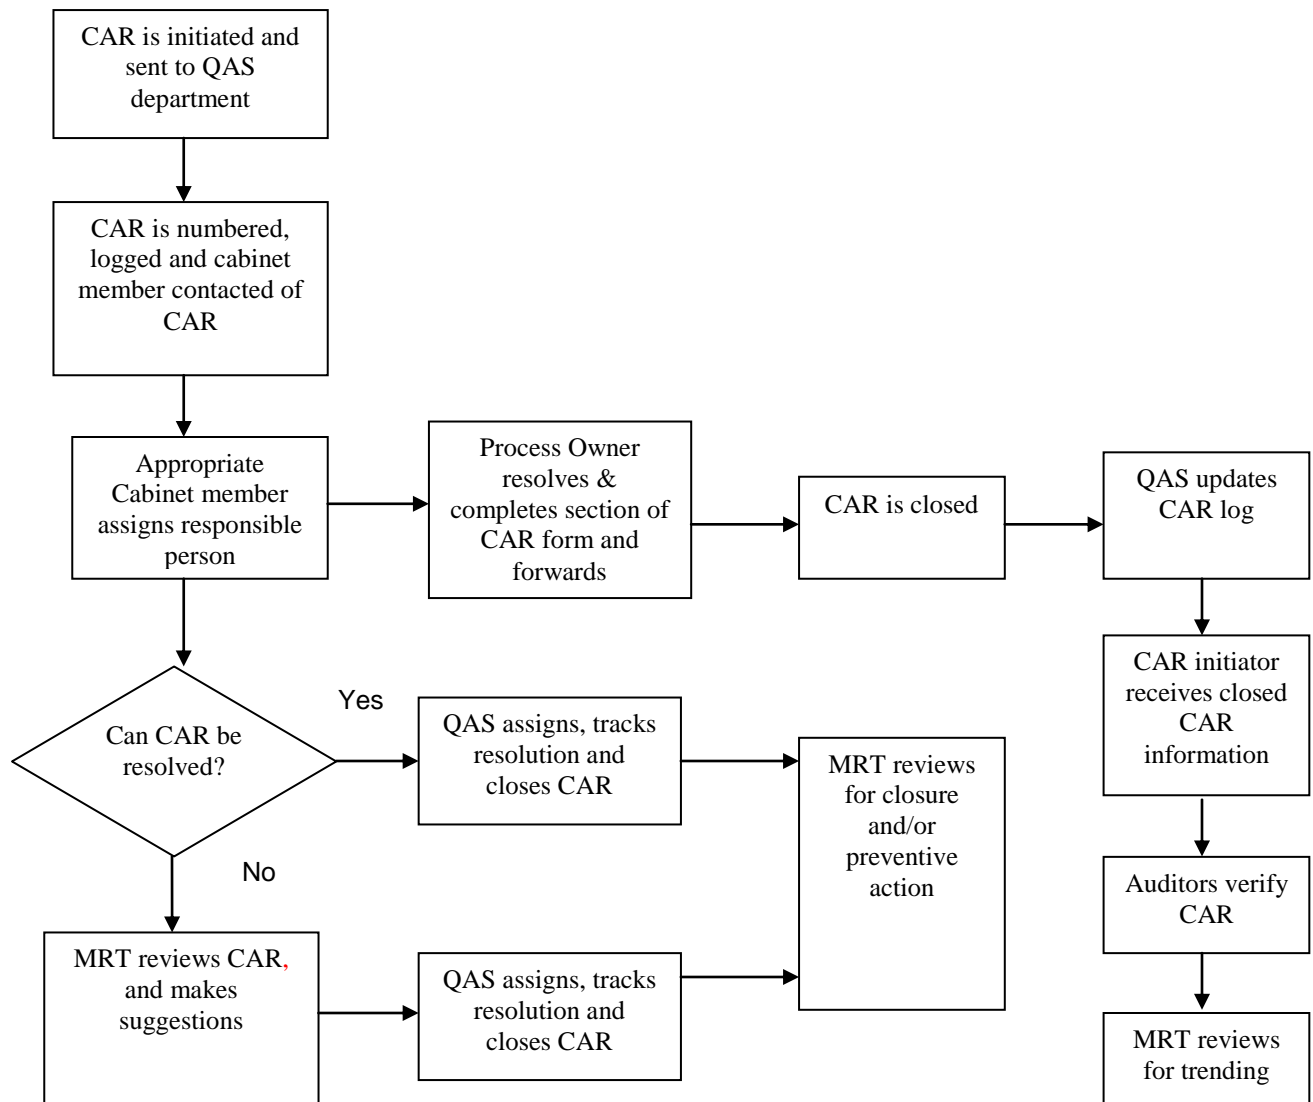 CAR is initiated and
sent to QAS
department
CAR is numbered,
logged and cabinet
member contacted of
CAR
Appropriate
Cabinet member
assigns responsible
person
Process Owner
resolves &
completes section of
CAR form and
forwards
CAR is closed
QAS updates
CAR log
CAR initiator
receives closed
CAR
information
Can CAR be
resolved?
Yes
QAS assigns, tracks
resolution and
closes CAR
MRT reviews
for closure
and/or
preventive
action
No
Auditors verify
CAR
MRT reviews CAR,
and makes
suggestions
QAS assigns, tracks
resolution and
closes CAR
MRT reviews
for trending